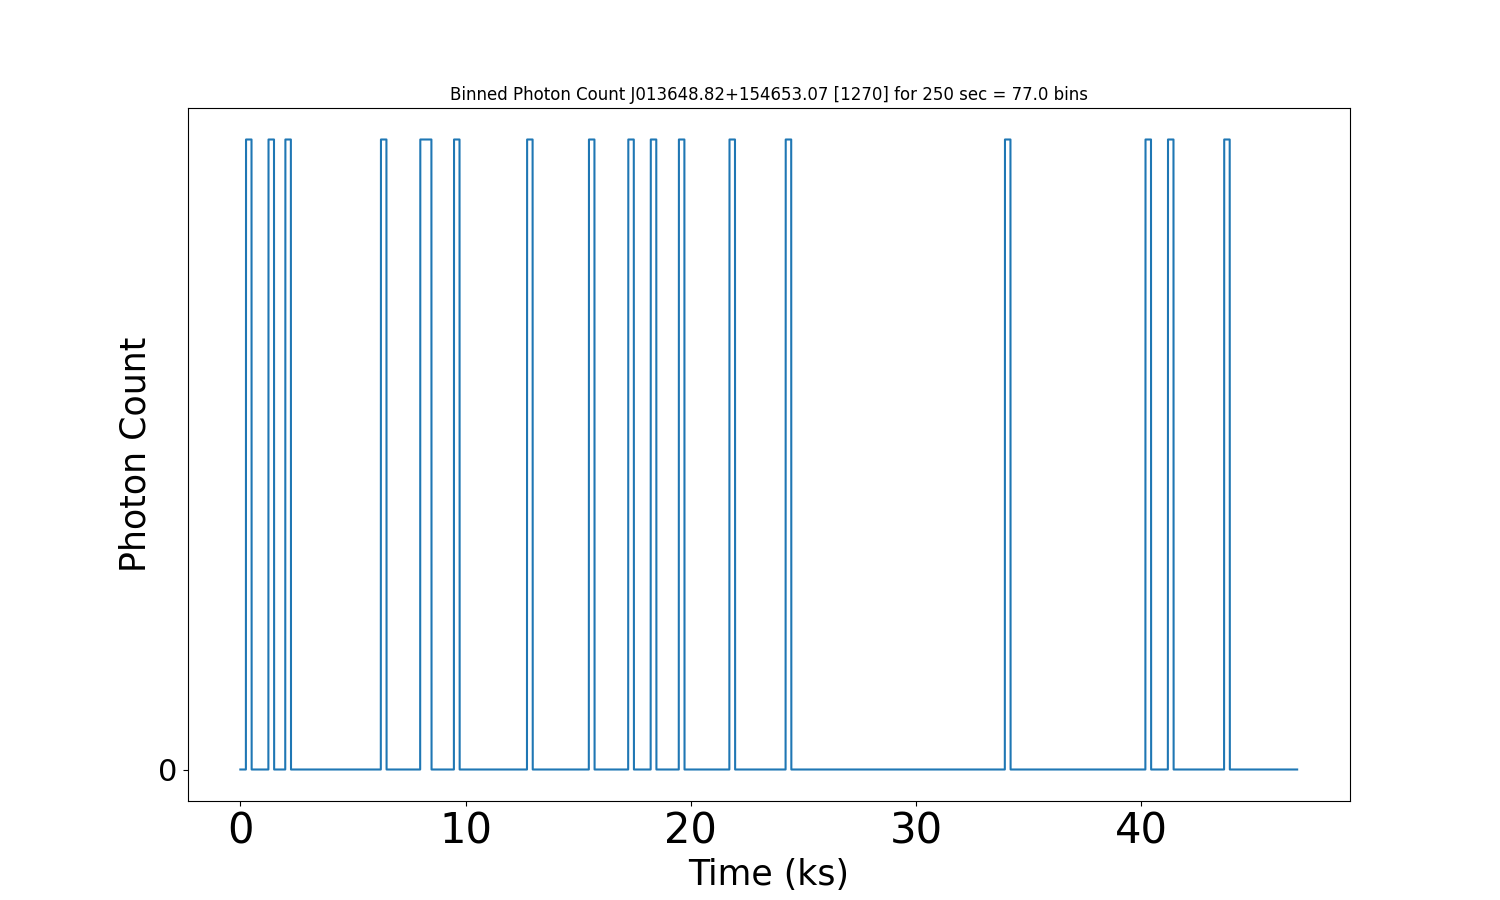 Binned Photon Count J013648.82+154653.07 [1270] for 250 sec = 77.0 bins
Photon Count
0
0 10 20 30 40
Time (ks)